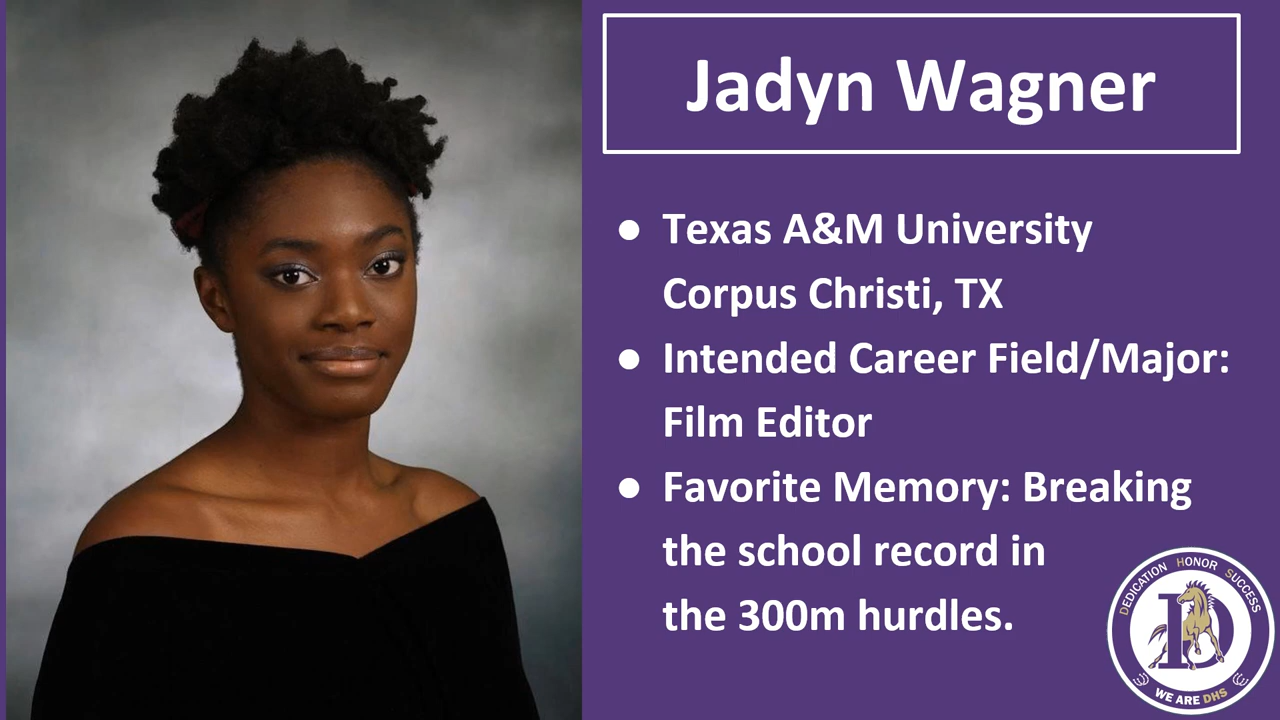 Jadyn Wagner
● Texas A&M University
Corpus Christi, TX
● Intended Career Field/Major:
Film Editor
● Favorite Memory: Breaking
the school record in
the 300m hurdles.
DEDICATION HONOR SUCCESS
D
WE ARE DHS